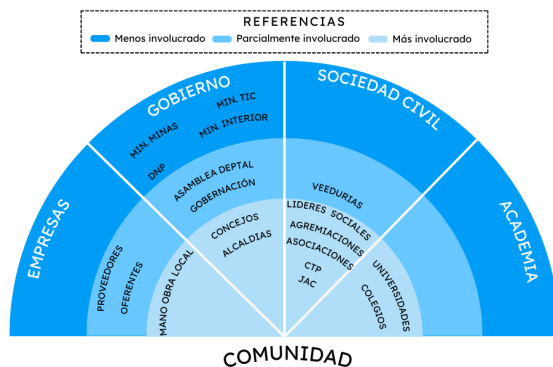 REFERENCIAS
Menos involucrado
Parcialmente involucrado
Más involucrado
EMPRESAS
PROVEEDORES
OFERENTES
MANO OBRA LOCAL
GOBIERNO
MIN. MINAS
MIN. TIC
MIN. INTERIOR
DNP
ASAMBLEA DEPTAL
GOBERNACIÓN
CONCEJOS
ALCALDIAS
SOCIEDAD CIVIL
VEEDURIAS
LIDERES SOCIALES
AGREMIACIONES
ASOCIACIONES
CTP
JAC
ACADEMIA
UNIVERSIDADES
COLEGIOS
COMUNIDAD